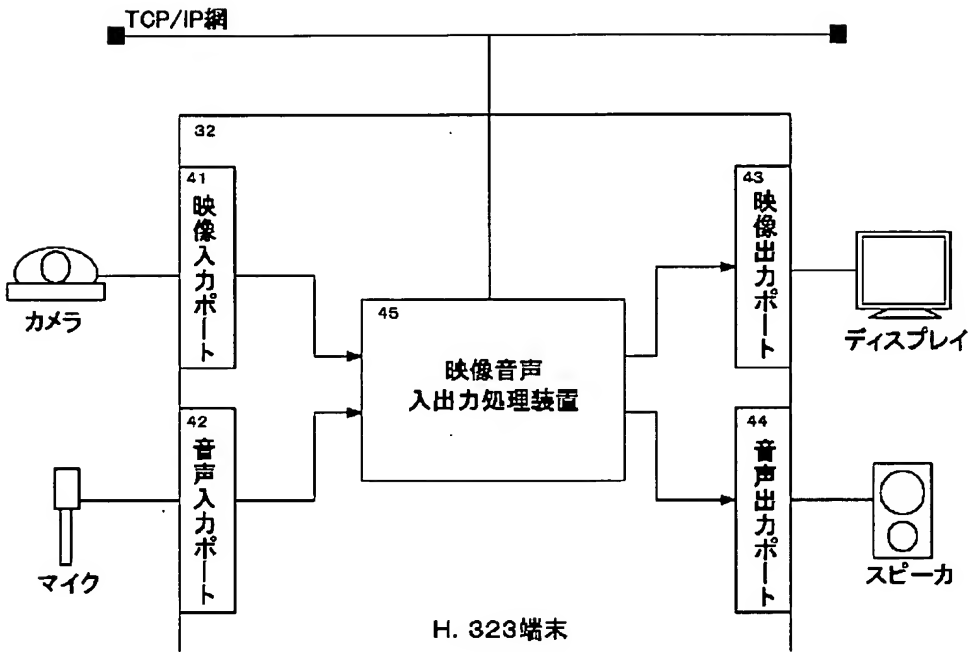 TCP/IP網
32
41
映像入力ポート
43
映像出力ポート
カメラ
ディスプレイ
45
映像音声
入出力処理装置
42
音声入力ポート
44
音声出力ポート
マイク
スピーカ
H. 323端末